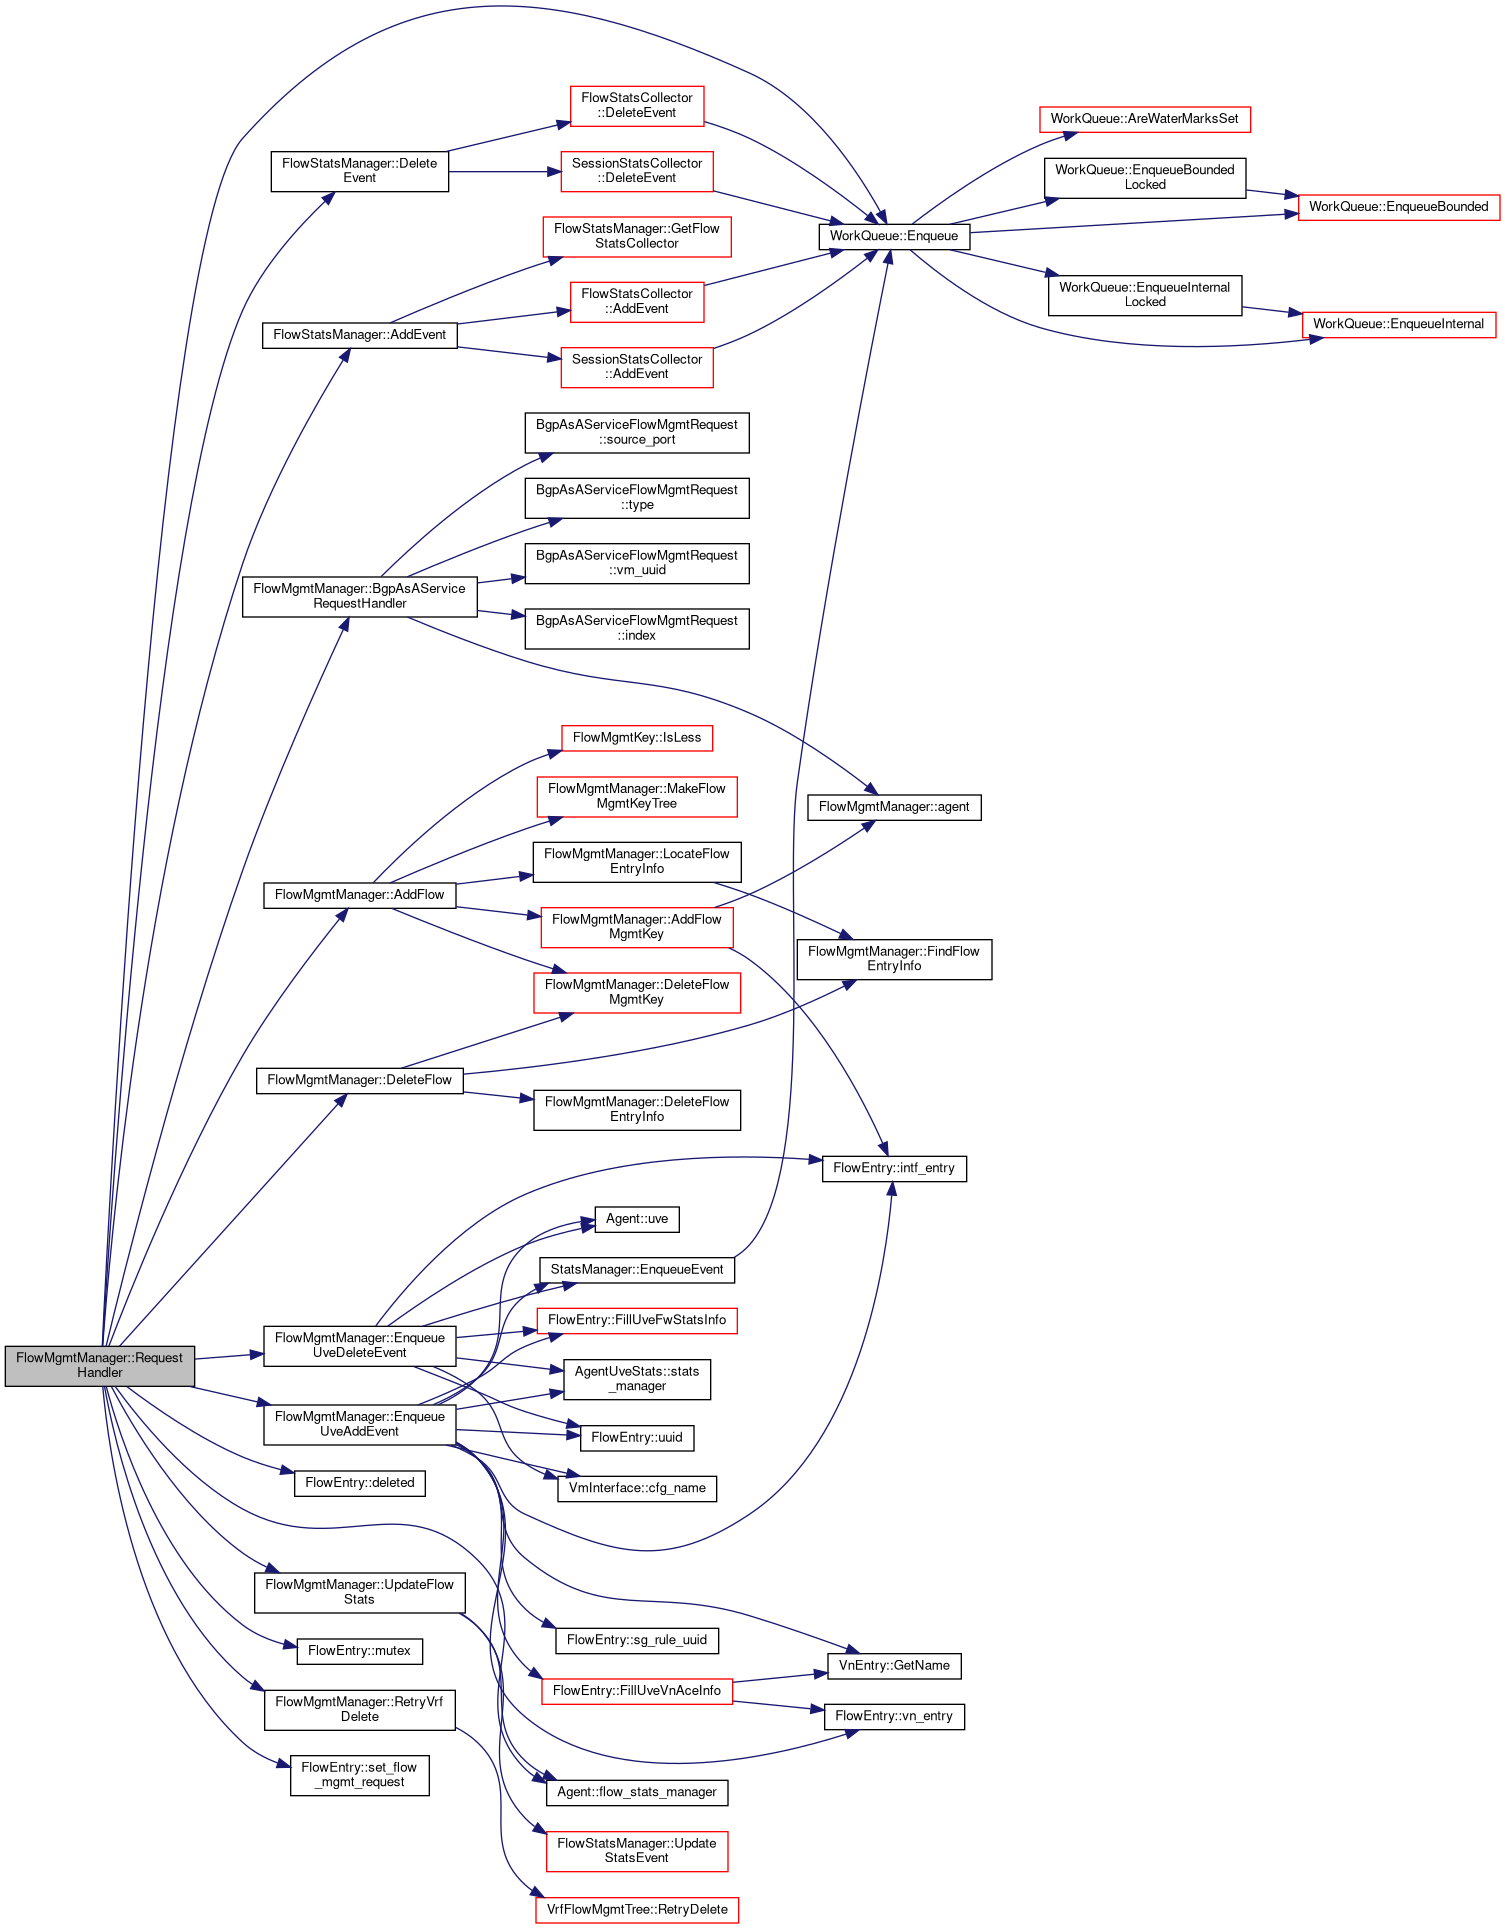 FlowMgmtManager::Request
Handler
FlowStatsManager::Delete
Event
FlowStatsManager::AddEvent
FlowMgmtManager::BgpAsAService
RequestHandler
FlowMgmtManager::AddFlow
FlowMgmtManager::DeleteFlow
FlowMgmtManager::Enqueue
UveDeleteEvent
FlowMgmtManager::Enqueue
UveAddEvent
FlowEntry::deleted
FlowMgmtManager::UpdateFlow
Stats
FlowEntry::mutex
FlowMgmtManager::RetryVrf
Delete
FlowEntry::set_flow
_mgmt_request
FlowStatsCollector
::DeleteEvent
SessionStatsCollector
::DeleteEvent
FlowStatsManager::GetFlow
StatsCollector
FlowStatsCollector
::AddEvent
SessionStatsCollector
::AddEvent
BgpAsAServiceFlowMgmtRequest
::source_port
BgpAsAServiceFlowMgmtRequest
::type
BgpAsAServiceFlowMgmtRequest
::vm_uuid
BgpAsAServiceFlowMgmtRequest
::index
FlowMgmtKey::IsLess
FlowMgmtManager::MakeFlow
MgmtKeyTree
FlowMgmtManager::LocateFlow
EntryInfo
FlowMgmtManager::AddFlow
MgmtKey
FlowMgmtManager::DeleteFlow
MgmtKey
FlowMgmtManager::DeleteFlow
EntryInfo
Agent::uve
StatsManager::EnqueueEvent
FlowEntry::FillUveFwStatsInfo
AgentUveStats::stats
_manager
FlowEntry::uuid
VmInterface::cfg_name
FlowEntry::sg_rule_uuid
FlowEntry::FillUveVnAceInfo
Agent::flow_stats_manager
FlowStatsManager::Update
StatsEvent
VrfFlowMgmtTree::RetryDelete
WorkQueue::Enqueue
FlowMgmtManager::agent
FlowMgmtManager::FindFlow
EntryInfo
FlowEntry::intf_entry
VnEntry::GetName
FlowEntry::vn_entry
WorkQueue::AreWaterMarksSet
WorkQueue::EnqueueBounded
Locked
WorkQueue::EnqueueInternal
Locked
WorkQueue::EnqueueBounded
WorkQueue::EnqueueInternal